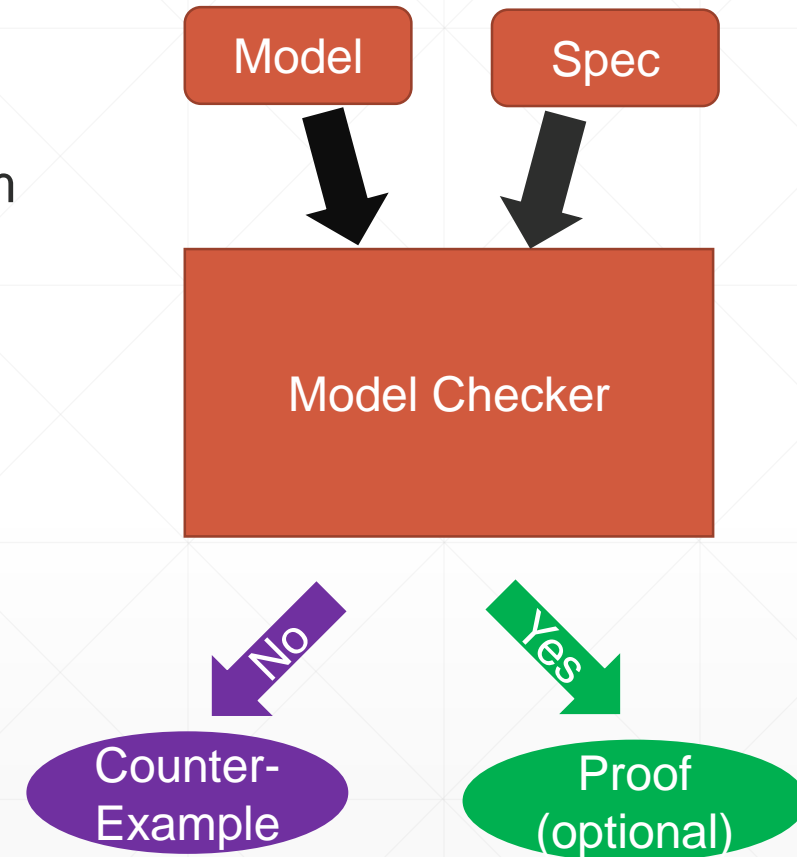 Model
Spec
n
Model Checker
No
Yes
Counter-
Example
Proof
(optional)